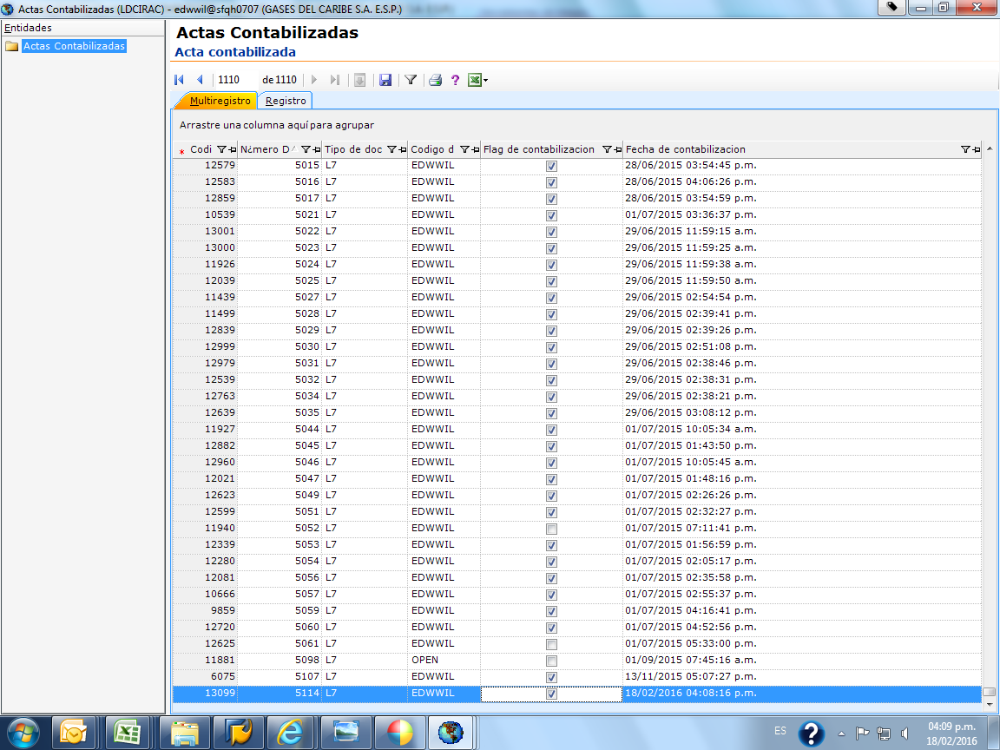 Actas Contabilizadas (LDCIRAC) - edwwil@sfqh0707 (GASES DEL CARIBE S.A. E.S.P.)
Entidades
Actas Contabilizadas
Actas Contabilizadas
Acta contabilizada
1110 de 1110
Multiregistro Registro
Arrastre una columna aquí para agrupar
Codi N¿mero D Tipo de doc Codigo d Flag de contabilizacion Fecha de contabilizacion
12579 5015 L7 EDWWIL 28/06/2015 03:54:45 p.m.
12583 5016 L7 EDWWIL 28/06/2015 04:06:26 p.m.
12859 5017 L7 EDWWIL 28/06/2015 03:54:59 p.m.
10539 5021 L7 EDWWIL 01/07/2015 03:36:37 p.m.
13001 5022 L7 EDWWIL 29/06/2015 11:59:15 a.m.
13000 5023 L7 EDWWIL 29/06/2015 11:59:25 a.m.
11926 5024 L7 EDWWIL 29/06/2015 11:59:38 a.m.
12039 5025 L7 EDWWIL 29/06/2015 11:59:50 a.m.
11439 5027 L7 EDWWIL 29/06/2015 02:54:54 p.m.
11499 5028 L7 EDWWIL 29/06/2015 02:39:41 p.m.
12839 5029 L7 EDWWIL 29/06/2015 02:39:26 p.m.
12999 5030 L7 EDWWIL 29/06/2015 02:51:08 p.m.
12979 5031 L7 EDWWIL 29/06/2015 02:38:46 p.m.
12539 5032 L7 EDWWIL 29/06/2015 02:38:31 p.m.
12763 5034 L7 EDWWIL 29/06/2015 02:38:21 p.m.
12639 5035 L7 EDWWIL 29/06/2015 03:08:12 p.m.
11927 5044 L7 EDWWIL 01/07/2015 10:05:34 a.m.
12882 5045 L7 EDWWIL 01/07/2015 01:43:50 p.m.
12960 5046 L7 EDWWIL 01/07/2015 10:05:45 a.m.
12021 5047 L7 EDWWIL 01/07/2015 01:48:16 p.m.
12623 5049 L7 EDWWIL 01/07/2015 02:26:26 p.m.
12599 5051 L7 EDWWIL 01/07/2015 02:32:27 p.m.
11940 5052 L7 EDWWIL 01/07/2015 07:11:41 p.m.
12339 5053 L7 EDWWIL 01/07/2015 01:56:59 p.m.
12280 5054 L7 EDWWIL 01/07/2015 02:05:17 p.m.
12081 5056 L7 EDWWIL 01/07/2015 02:35:58 p.m.
10666 5057 L7 EDWWIL 01/07/2015 02:55:37 p.m.
9859 5059 L7 EDWWIL 01/07/2015 04:16:41 p.m.
12720 5060 L7 EDWWIL 01/07/2015 04:52:56 p.m.
12625 5061 L7 EDWWIL 01/07/2015 05:33:00 p.m.
11881 5098 L7 OPEN 01/09/2015 07:45:16 a.m.
6075 5107 L7 EDWWIL 13/11/2015 05:07:27 p.m.
13099 5114 L7 EDWWIL 18/02/2016 04:08:16 p.m.
ES
04:09 p.m.
18/02/2016